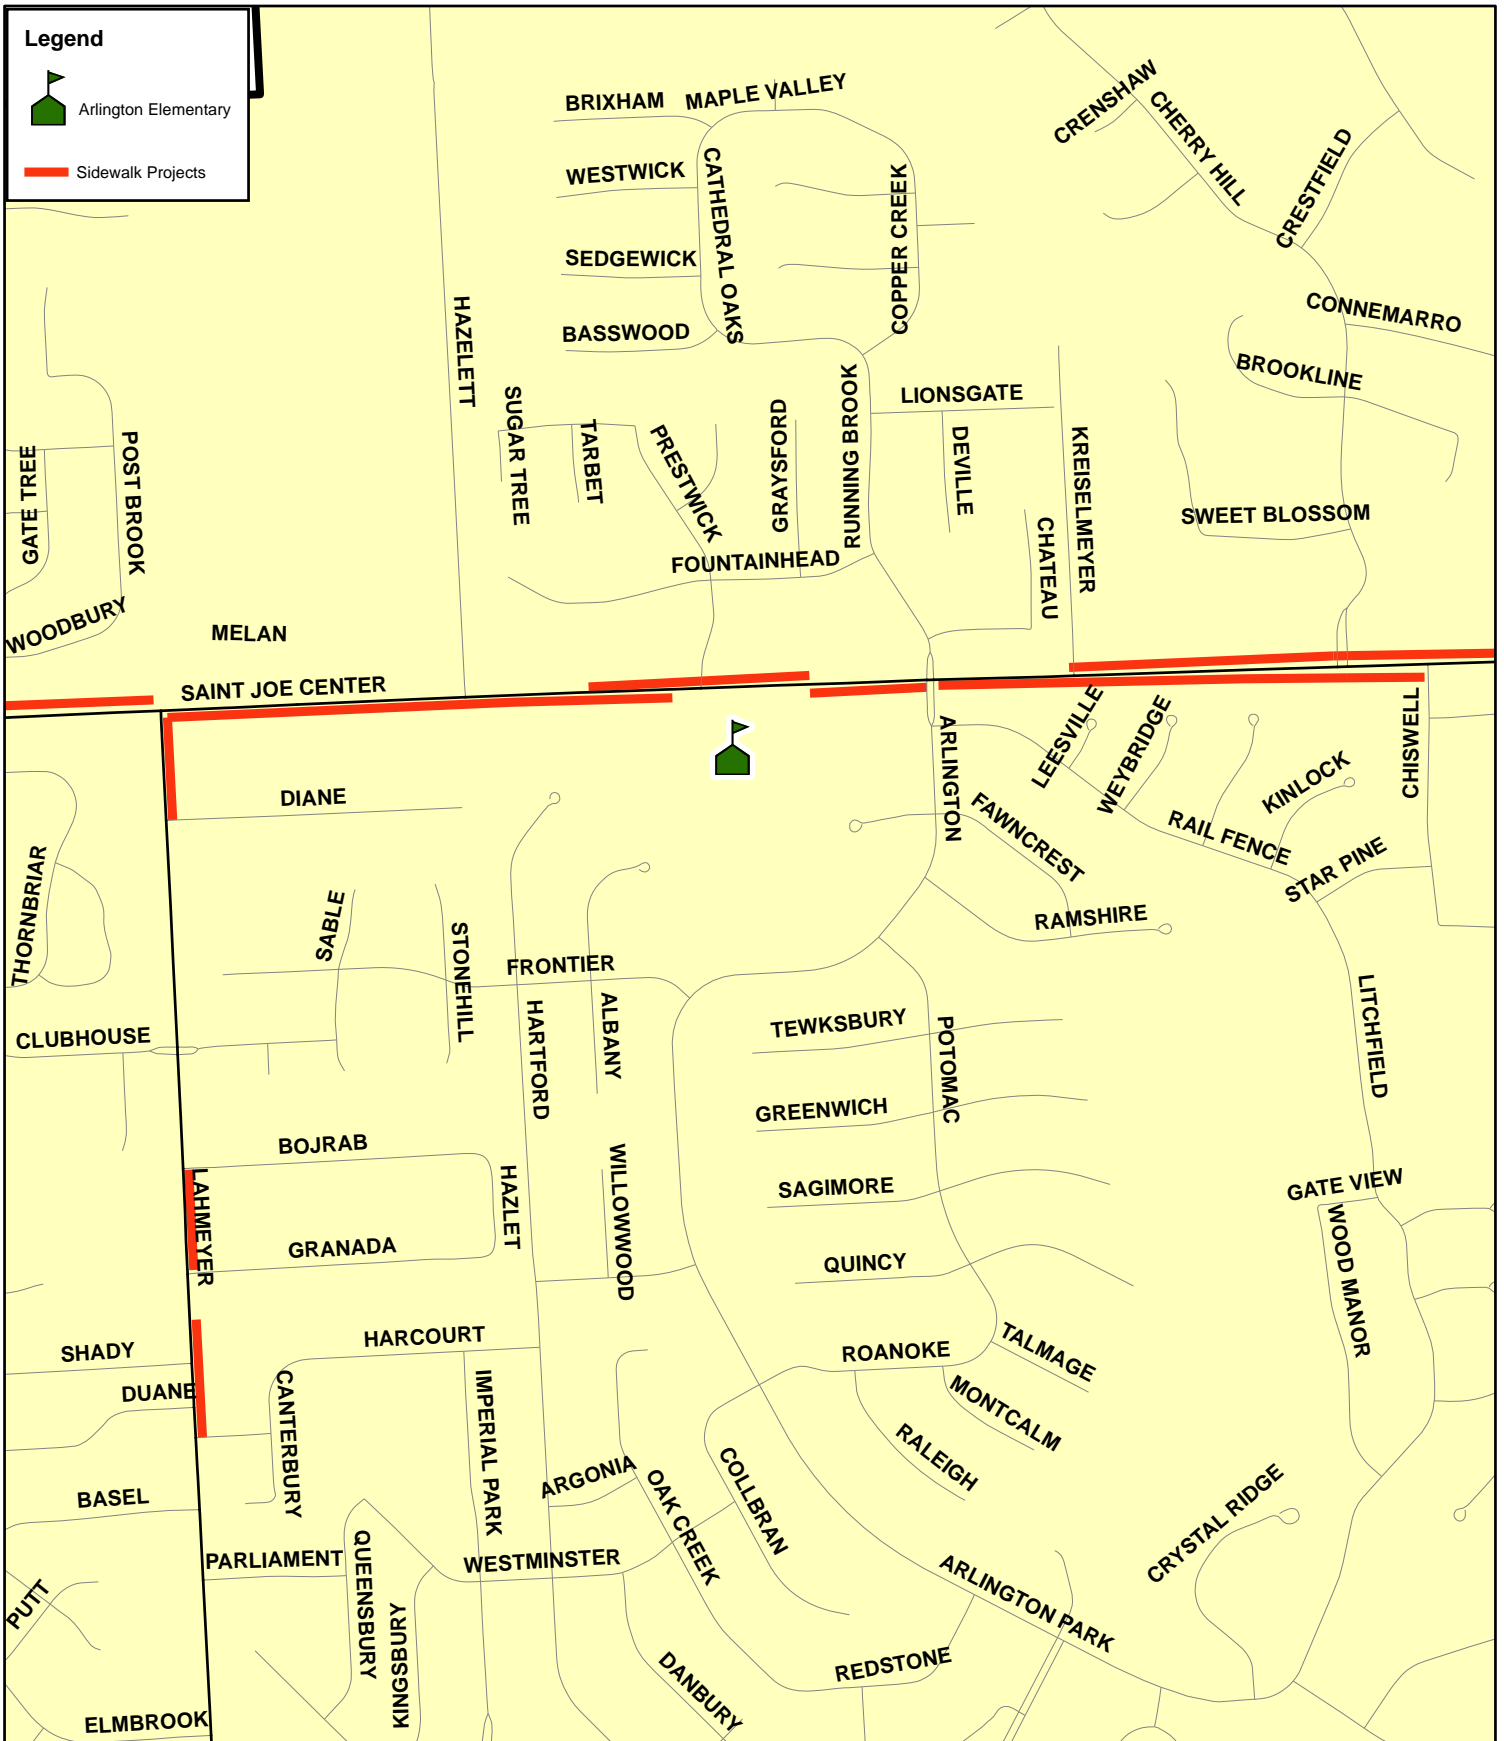 Legend
Arlington Elementary
Sidewalk Projects
BRIXHAM
MAPLE VALLEY
CRENSHAW
CHERRY HILL
CRESTFIELD
WESTWICK
CATHEDRAL OAKS
COPPER CREEK
SEDGEWICK
BASSWOOD
HAZELETT
CONNEMARRO
BROOKLINE
LIONSGATE
SUGAR TREE
TARBET
PRESTWICK
GRAYSFORD
RUNNING BROOK
DEVILLE
KREISELMEYER
GATE TREE
POST BROOK
SWEET BLOSSOM
CHATEAU
FOUNTAINHEAD
WOODBURY
MELAN
SAINT JOE CENTER
ARLINGTON
LEESVILLE
WEYBRIDGE
CHISWELL
KINLOCK
DIANE
FAWNCREST
RAIL FENCE
STAR PINE
THORNBRIAR
SABLE
STONEHILL
RAMSHIRE
FRONTIER
HARTFORD
ALBANY
LITCHFIELD
CLUBHOUSE
TEWKSBURY
POTOMAC
GREENWICH
BOJRAB
LAHMEYER
HAZLET
WILLOWWOOD
SAGIMORE
GATE VIEW
WOOD MANOR
GRANADA
QUINCY
SHADY
HARCOURT
ROANOKE
TALMAGE
DUANE
CANTERBURY
IMPERIAL PARK
MONTCALM
RALEIGH
ARGONIA
OAK CREEK
COLLBRAN
BASEL
CRYSTAL RIDGE
PARLIAMENT
QUEENSBURY
WESTMINSTER
ARLINGTON PARK
PUTT
KINGSBURY
DANBURY
REDSTONE
ELMBROOK